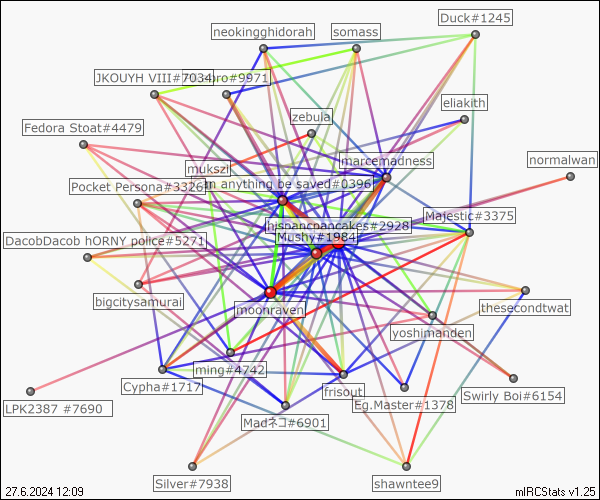 Duck#1245
neokingghidorah
somass
JKOUYH VIII#7034
#9971
eliakith
zebula
Fedora Stoat#4479
marcemadness
normalwan
mukszi
Pocket Persona#3326
an anything be saved#0396
Majestic#3375
hispancpancakes#2928
Mushy#1984
DacobDacob hORNY police#5271
bigcitysamurai
moonraven
thesecondtwat
yoshimanden
ming#4742
Cypha#1717
frisout
Swirly Boi#6154
Eg.Master#1378
LPK2387 #7690
Madネコ#6901
Silver#7938
shawntee9
27.6.2024 12:09
mIRCStats v1.25